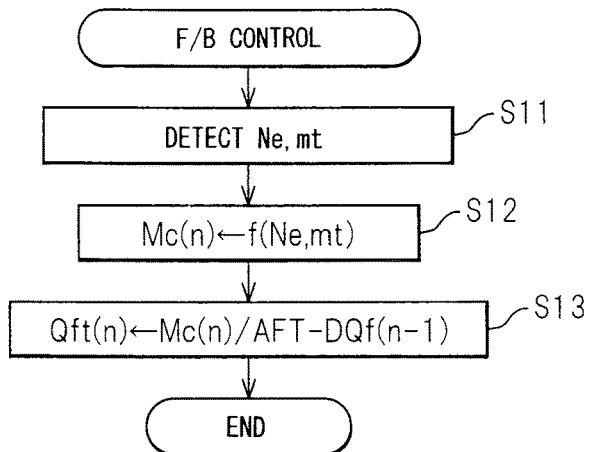 F/B CONTROL
DETECT Ne,mt
S11
Mc(n)←f(Ne,mt)
S12
Qft(n)←Mc(n)/AFT-DQf(n-1)
S13
END